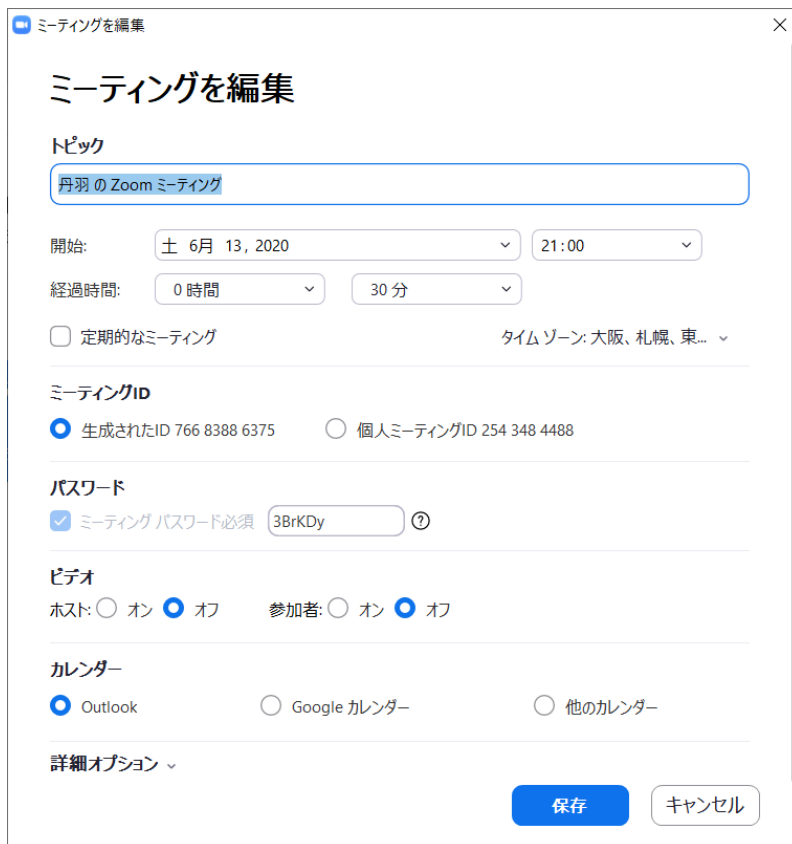 ミーティングを編集
ミーティングを編集
トピック
丹羽 の Zoom ミーティング
開始: 土 6月 13, 2020 21:00
経過時間: 0 時間 30 分
定期的なミーティング タイム ゾーン: 大阪、札幌、東...
ミーティングID
生成されたID 766 8388 6375 個人ミーティングID 254 348 4488
パスワード
ミーティング パスワード必須 3BrKDy
ビデオ
ホスト: オン オフ 参加者: オン オフ
カレンダー
Outlook Google カレンダー 他のカレンダー
詳細オプション
保存 キャンセル